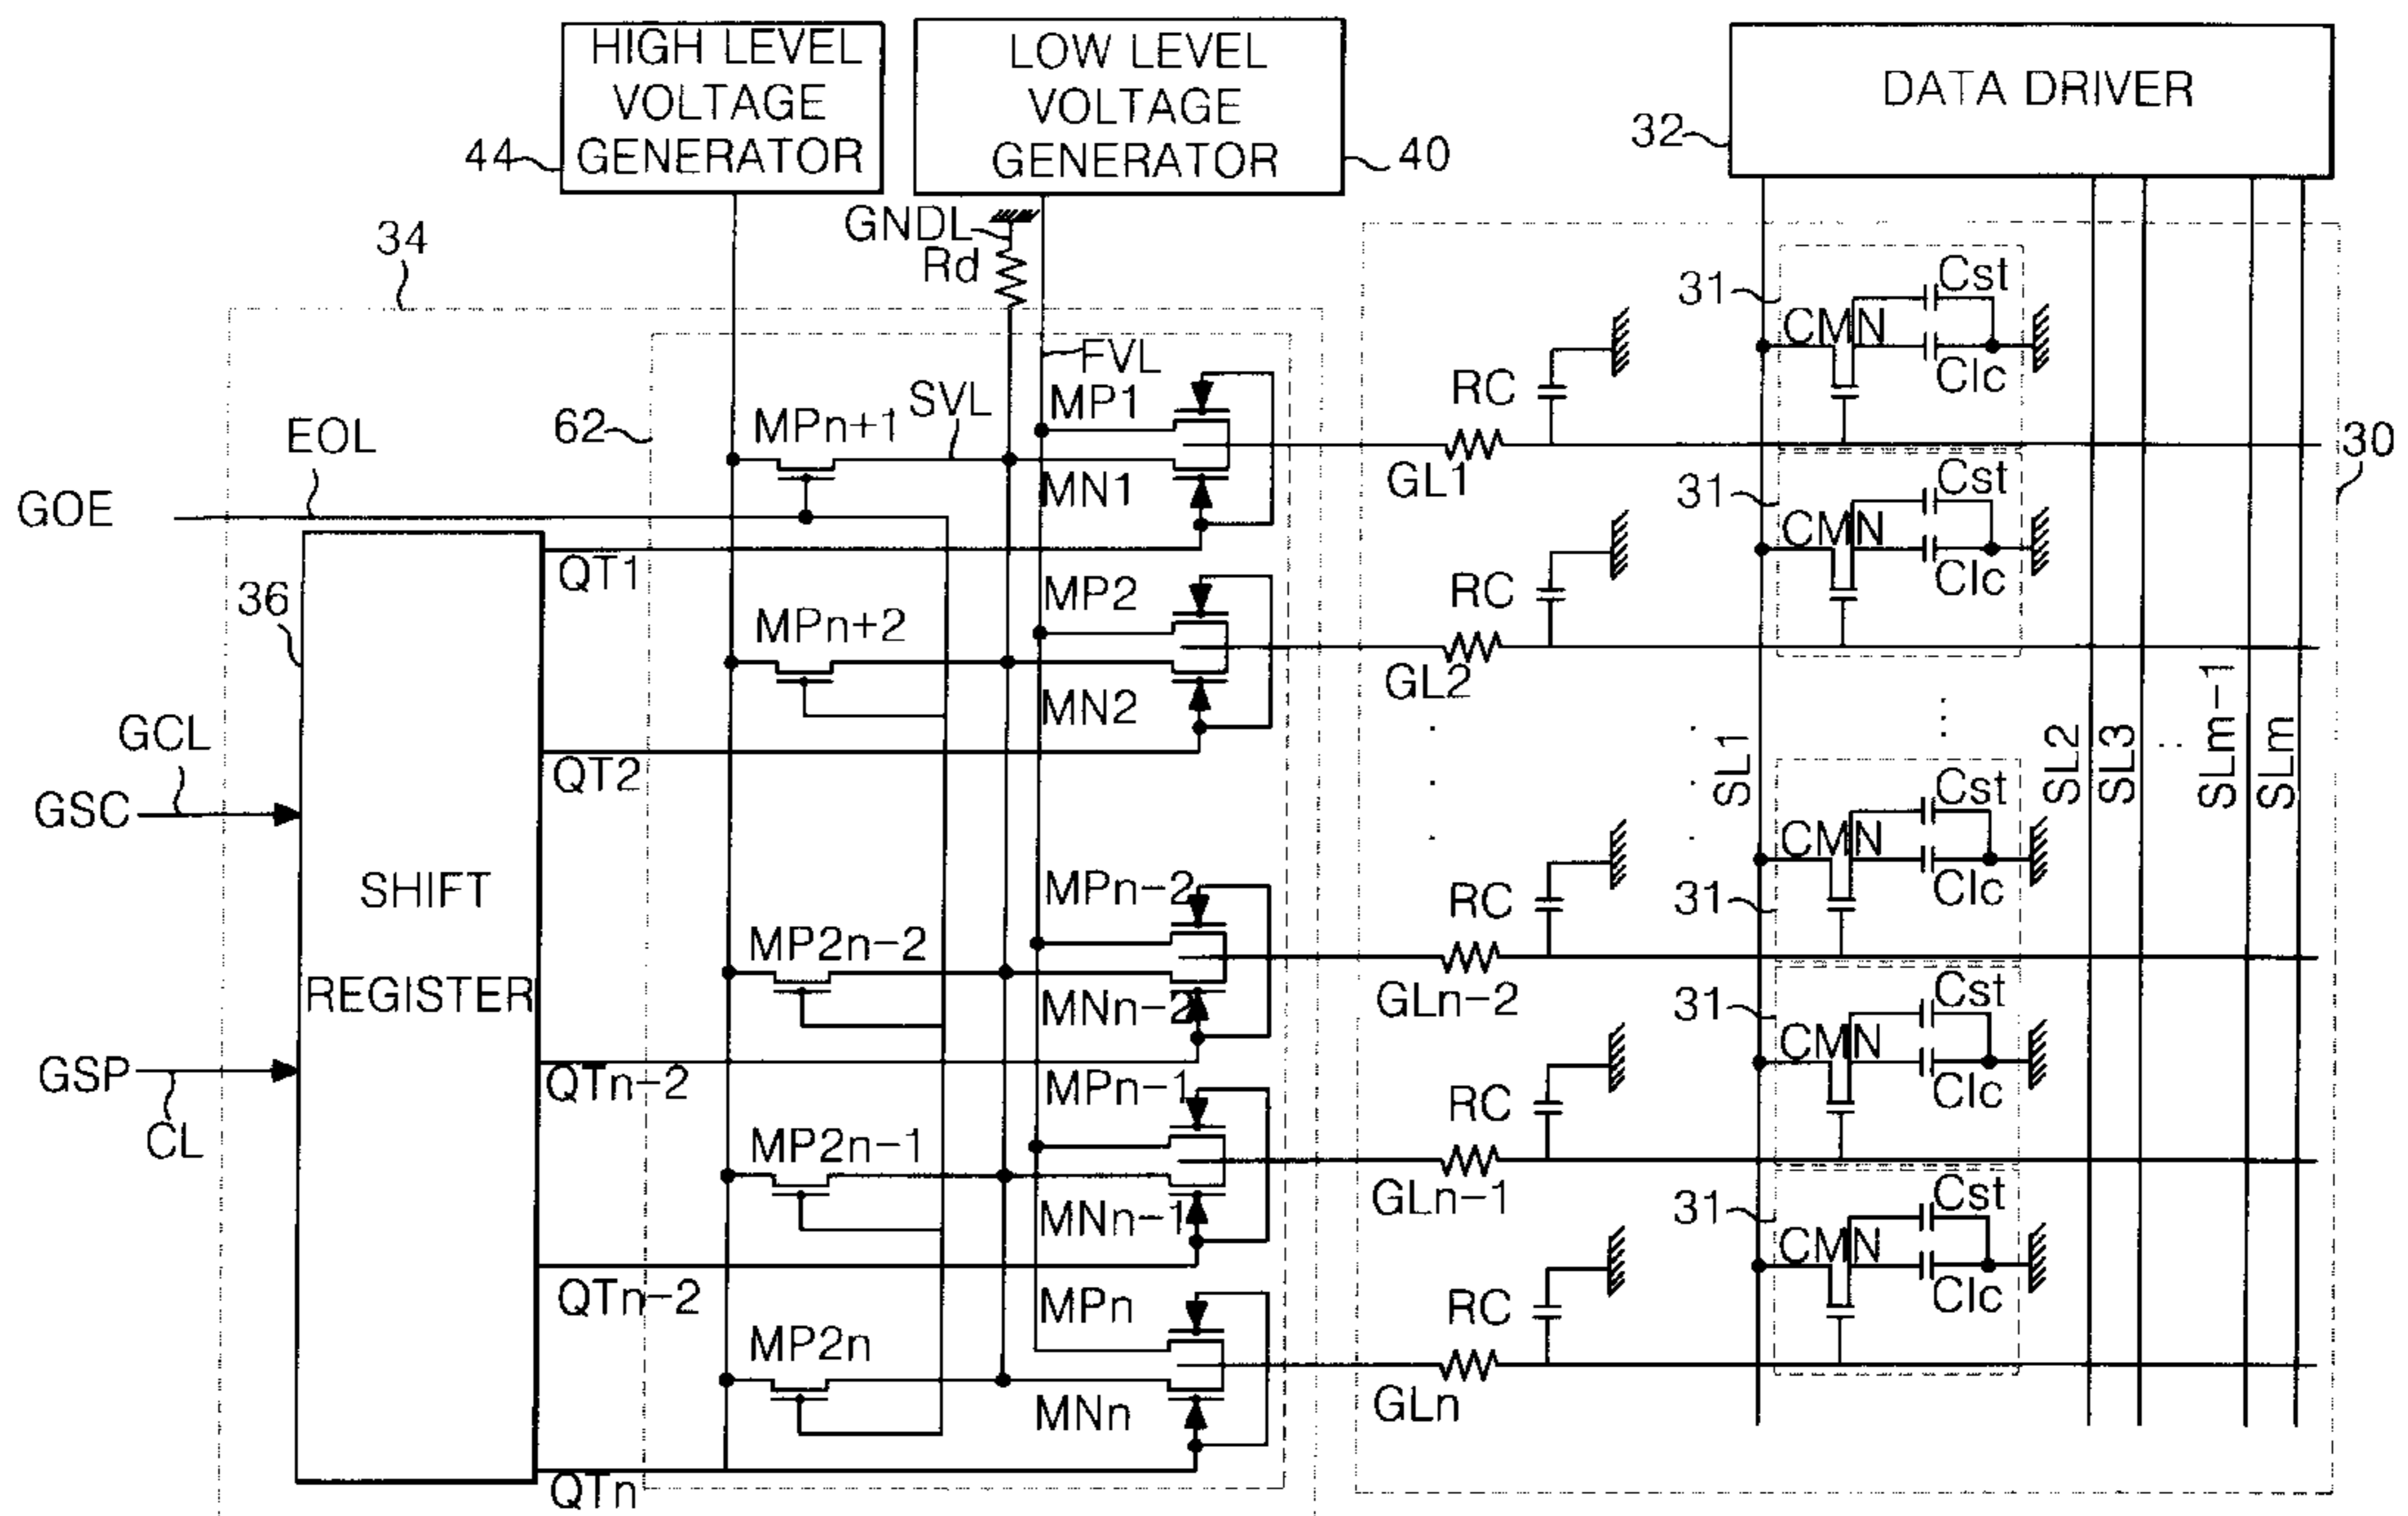 HIGH LEVEL
VOLTAGE
GENERATOR
44
LOW LEVEL
VOLTAGE
GENERATOR
40
DATA DRIVER
32
GNDL
Rd
34
31
Cst
CMN
Clc
FVL
SVL
MP1
RC
62
MPn+1
EOL
30
GOE
MN1
GL1
31
Cst
CMN
Clc
QT1
36
MP2
RC
MPn+2
GL2
MN2
GCL
QT2
SL1
SL2
SL3
SLm-1
SLm
GSC
Cst
CMN
Clc
31
SHIFT
MPn-2
RC
MP2n-2
REGISTER
MNn-2
GLn-2
31
Cst
CMN
Clc
GSP
QTn-2
MPn-1
RC
CL
MP2n-1
MNn-1
GLn-1
31
Cst
CMN
Clc
QTn-2
MPn
RC
MP2n
MNn
GLn
QTn